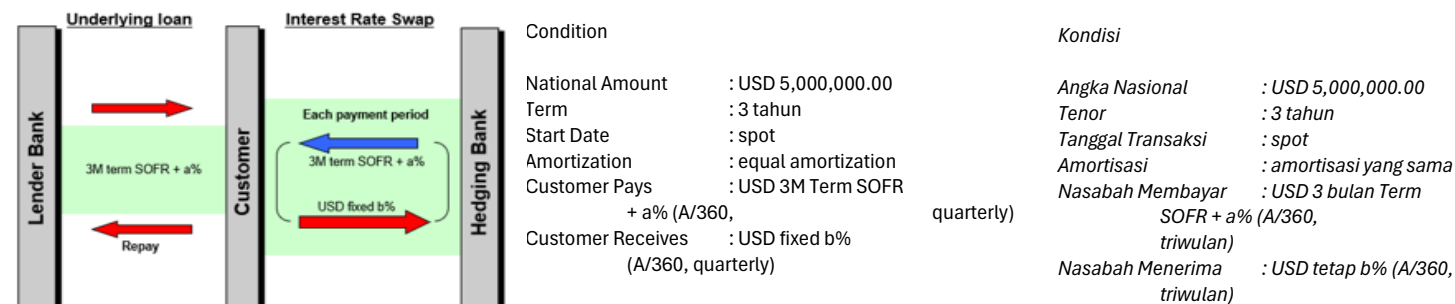 Underlying loan
Interest Rate Swap
Lender Bank
Customer
Hedging Bank
3M term SOFR + a%
Repay
Each payment period
3M term SOFR + a%
USD fixed b%
Condition
National Amount : USD 5,000,000.00
Term : 3 tahun
Start Date : spot
Amortization : equal amortization
Customer Pays : USD 3M Term SOFR
+ a% (A/360, quarterly)
Customer Receives : USD fixed b%
(A/360, quarterly)
Kondisi
Angka Nasional : USD 5,000,000.00
Tenor : 3 tahun
Tanggal Transaksi : spot
Amortisasi : amortisasi yang sama
Nasabah Membayar : USD 3 bulan Term
SOFR + a% (A/360,
triwulan)
Nasabah Menerima : USD tetap b% (A/360,
triwulan)